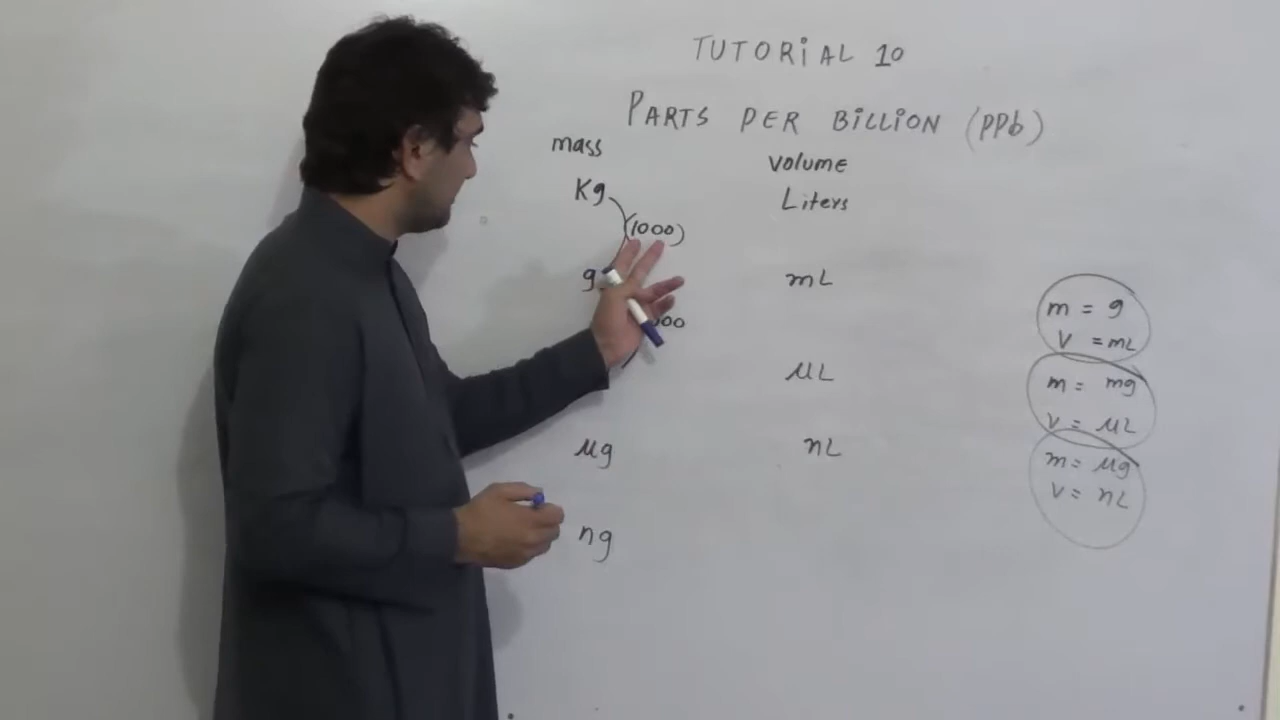 TUTORIAL 10
PARTS PER BILLION (PPb)
mass
volume
Kg
Liters
(1000)
g
mL
µL
µg
nL
ng
m = g
V = mL
m = mg
V = µL
m = µg
V = nL